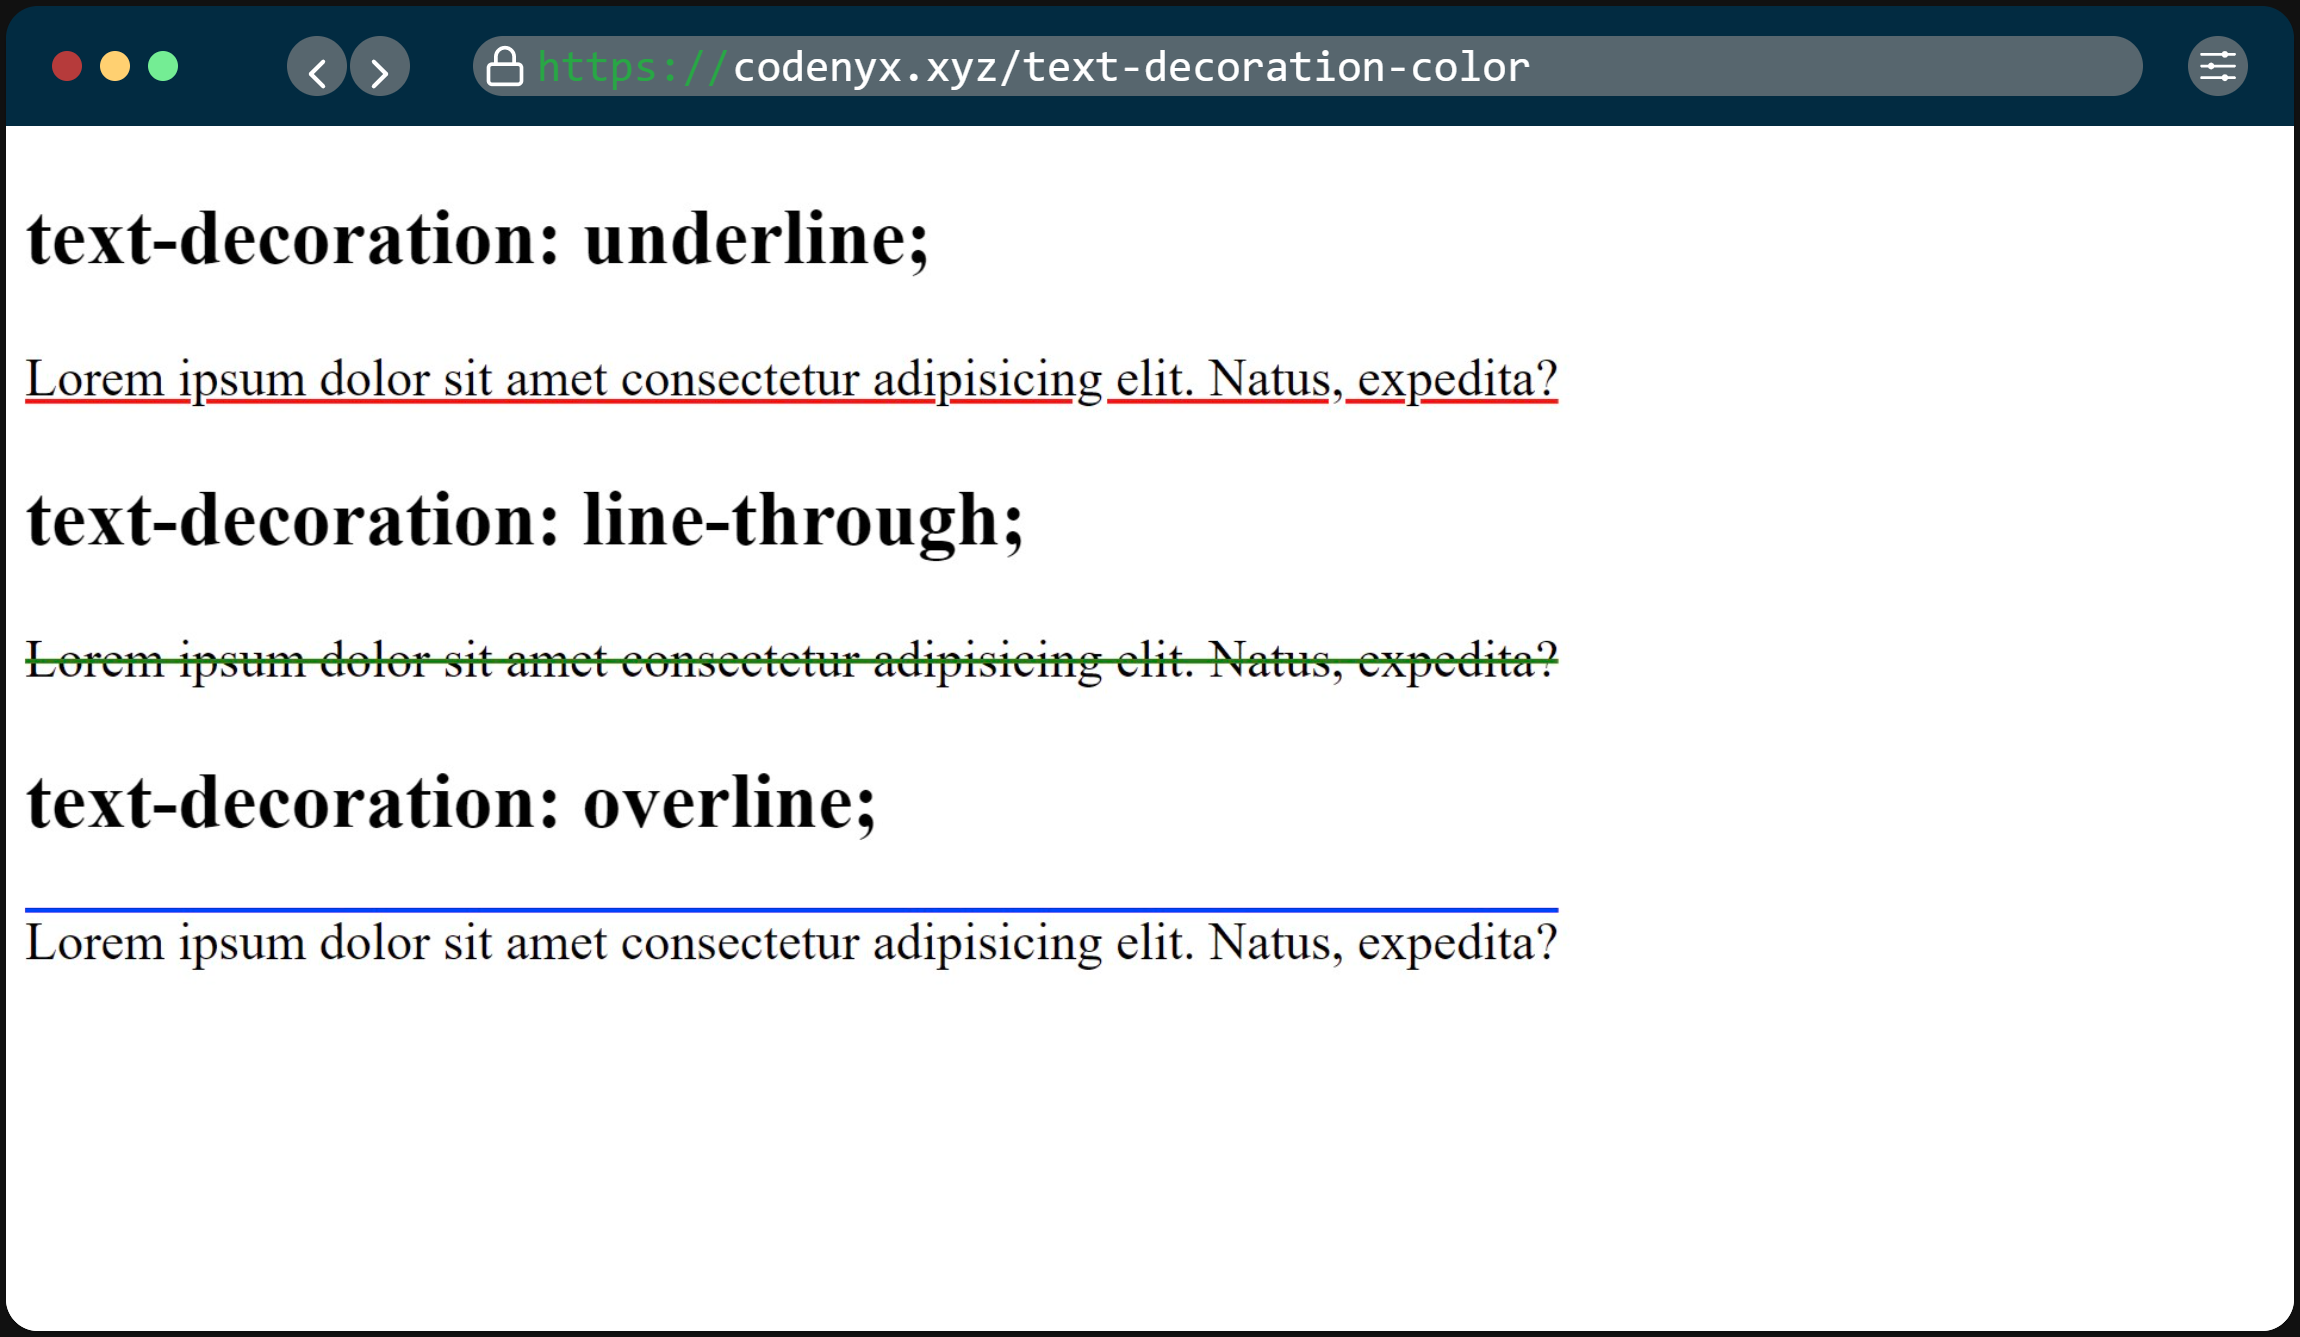 https://codenyx.xyz/text-decoration-color
text-decoration: underline;
Lorem ipsum dolor sit amet consectetur adipisicing elit. Natus, expedita?
text-decoration: line-through;
Lorem ipsum dolor sit amet consectetur adipisicing elit. Natus, expedita?
text-decoration: overline;
Lorem ipsum dolor sit amet consectetur adipisicing elit. Natus, expedita?